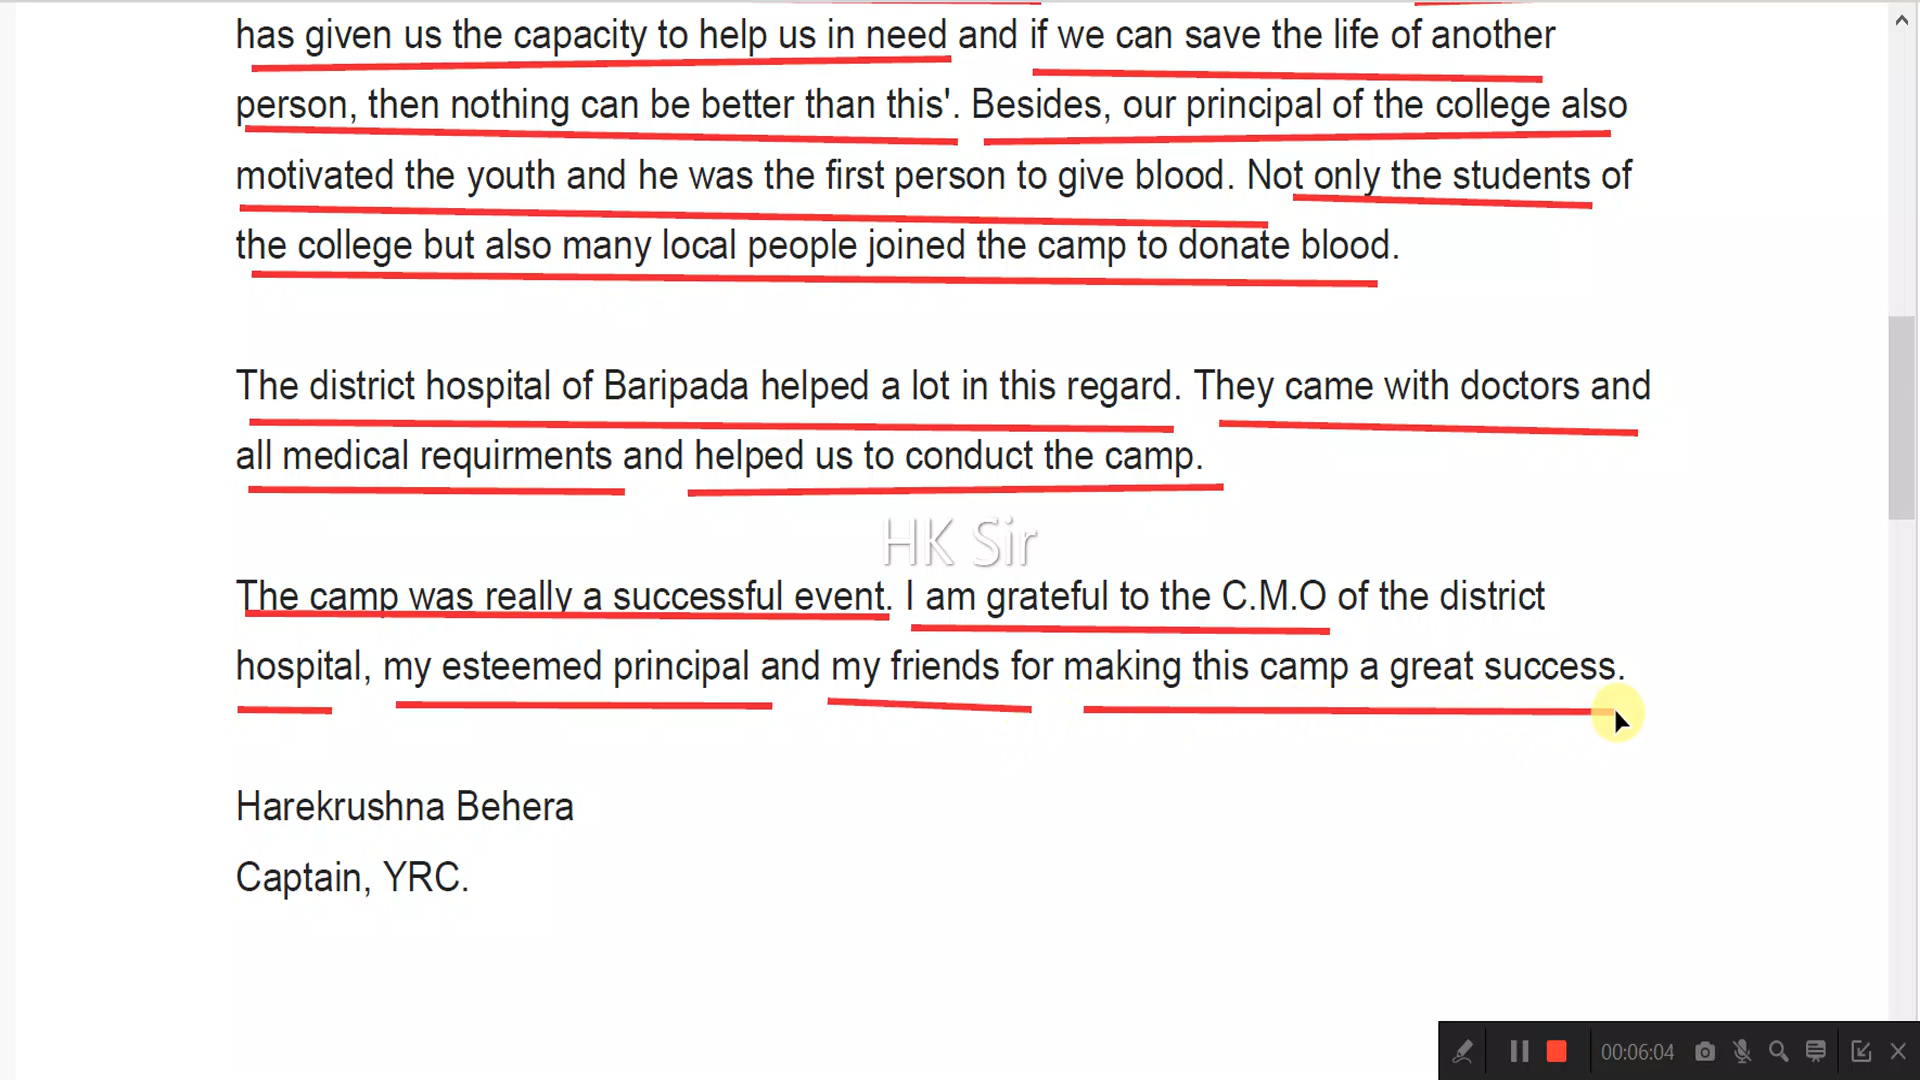 has given us the capacity to help us in need and if we can save the life of another
person, then nothing can be better than this'. Besides, our principal of the college also
motivated the youth and he was the first person to give blood. Not only the students of
the college but also many local people joined the camp to donate blood.
The district hospital of Baripada helped a lot in this regard. They came with doctors and
all medical requirments and helped us to conduct the camp.
HK Sir
The camp was really a successful event. I am grateful to the C.M.O of the district
hospital, my esteemed principal and my friends for making this camp a great success.
Harekrushna Behera
Captain, YRC.
00:06:04